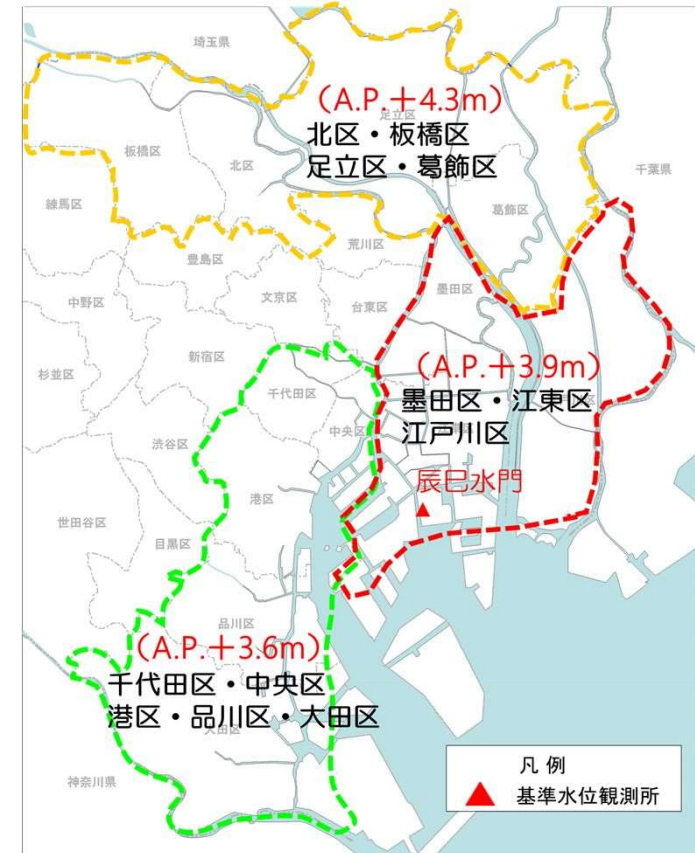 埼玉県
(A.P.+4.3m)
足立区
北区・板橋区
足立区・葛飾区
板橋区
北区
千葉県
練馬区
葛飾区
荒川区
豊島区
墨田区
文京区
台東区
中野区
新宿区
杉並区
(A.P.+3.9m)
墨田区・江東区
江戸川区
千代田区
中央区
渋谷区
辰巳水門
港区
世田谷区
目黒区
品川区
(A.P.+3.6m)
千代田区・中央区
港区・品川区・大田区
大田区
神奈川県
凡 例
基準水位観測所